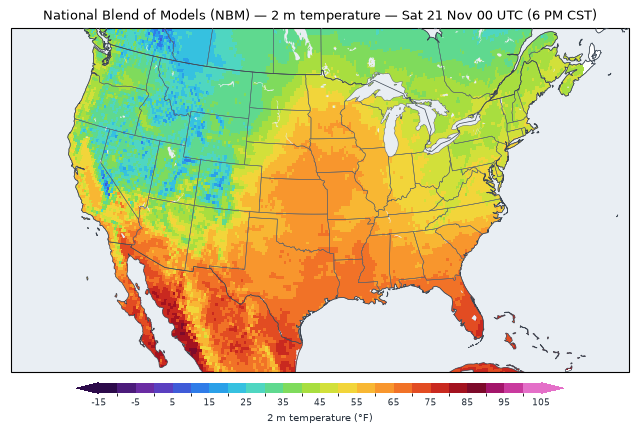 National Blend of Models (NBM) — 2 m temperature — Sat 21 Nov 00 UTC (6 PM CST)
-15 -5 5 15 25 35 45 55 65 75 85 95 105
2 m temperature (°F)